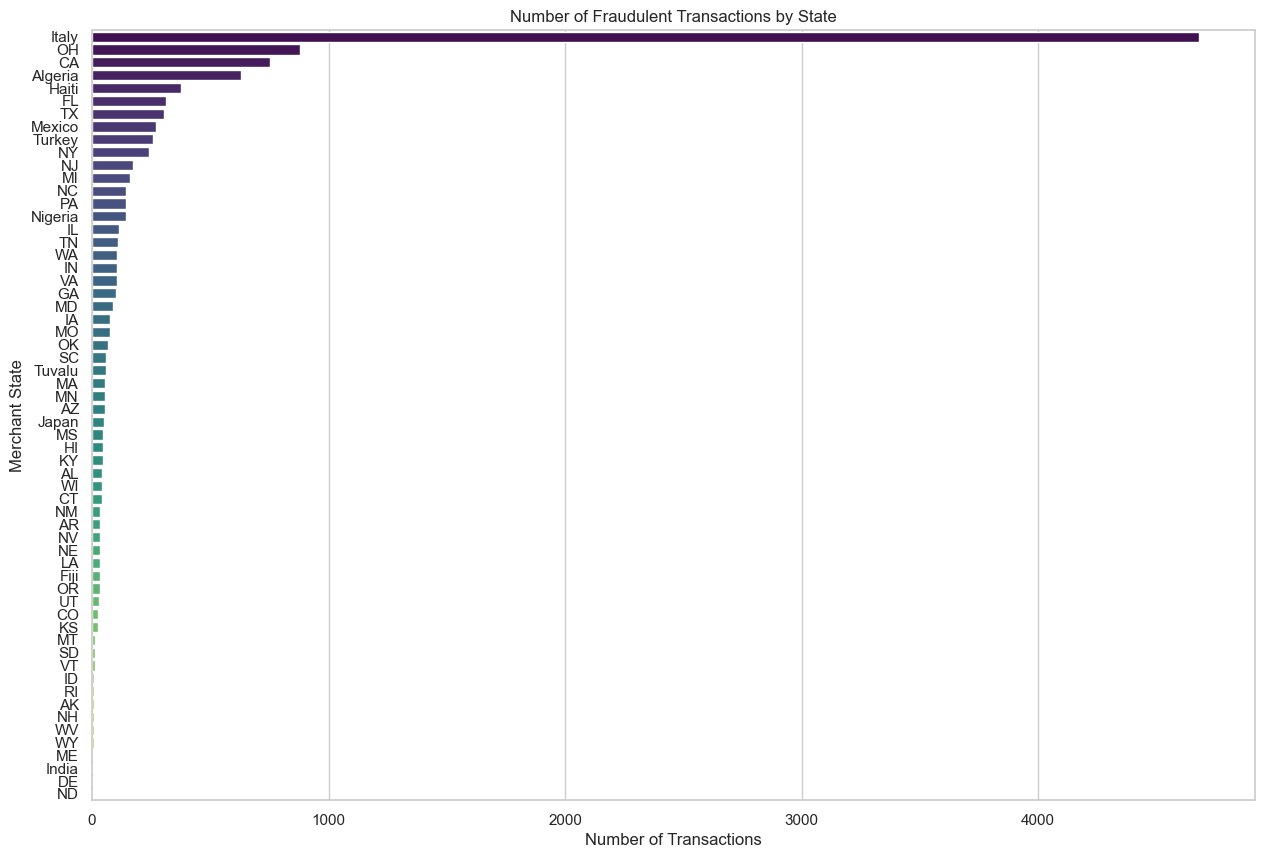 Number of Fraudulent Transactions by State
Merchant State
Italy
OH
CA
Algeria
Haiti
FL
TX
Mexico
Turkey
NY
NJ
MI
NC
PA
Nigeria
IL
TN
WA
IN
VA
GA
MD
IA
MO
OK
SC
Tuvalu
MA
MN
AZ
Japan
MS
HI
KY
AL
WI
CT
NM
AR
NV
NE
LA
Fiji
OR
UT
CO
KS
MT
SD
VT
ID
RI
AK
NH
WV
WY
ME
India
DE
ND
0 1000 2000 3000 4000
Number of Transactions